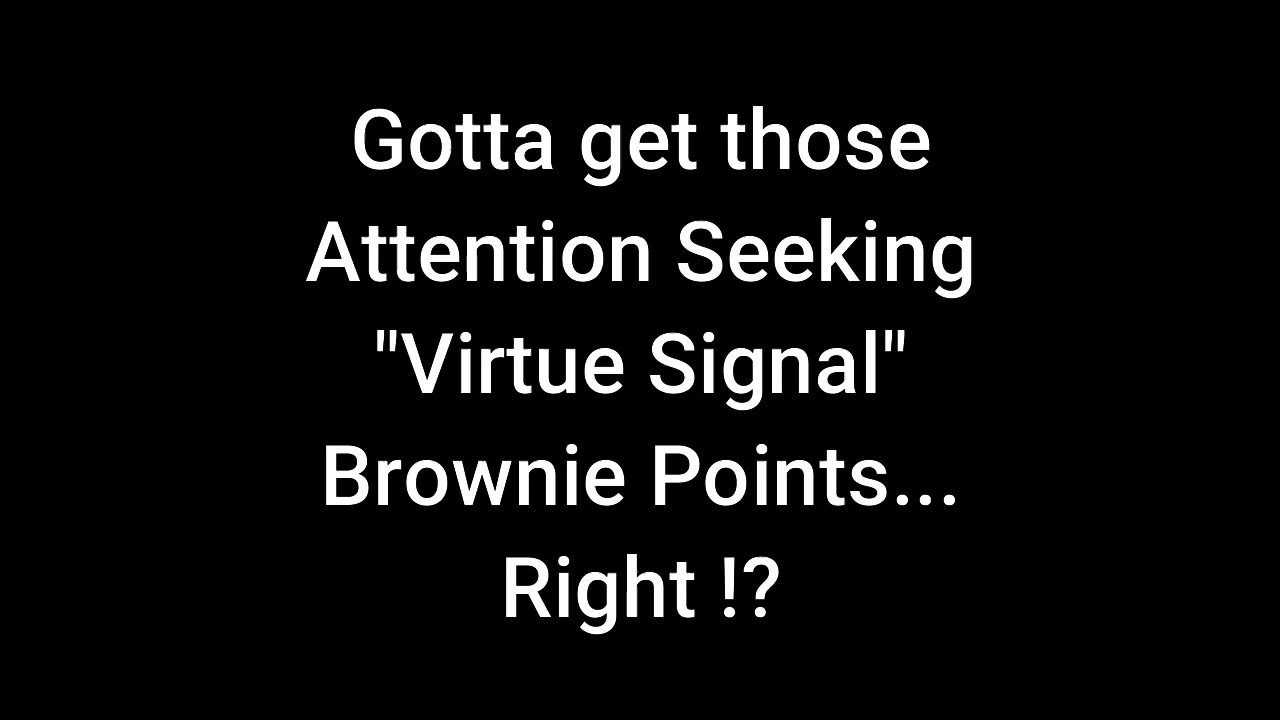 Gotta get those
Attention Seeking
"Virtue Signal"
Brownie Points...
Right !?